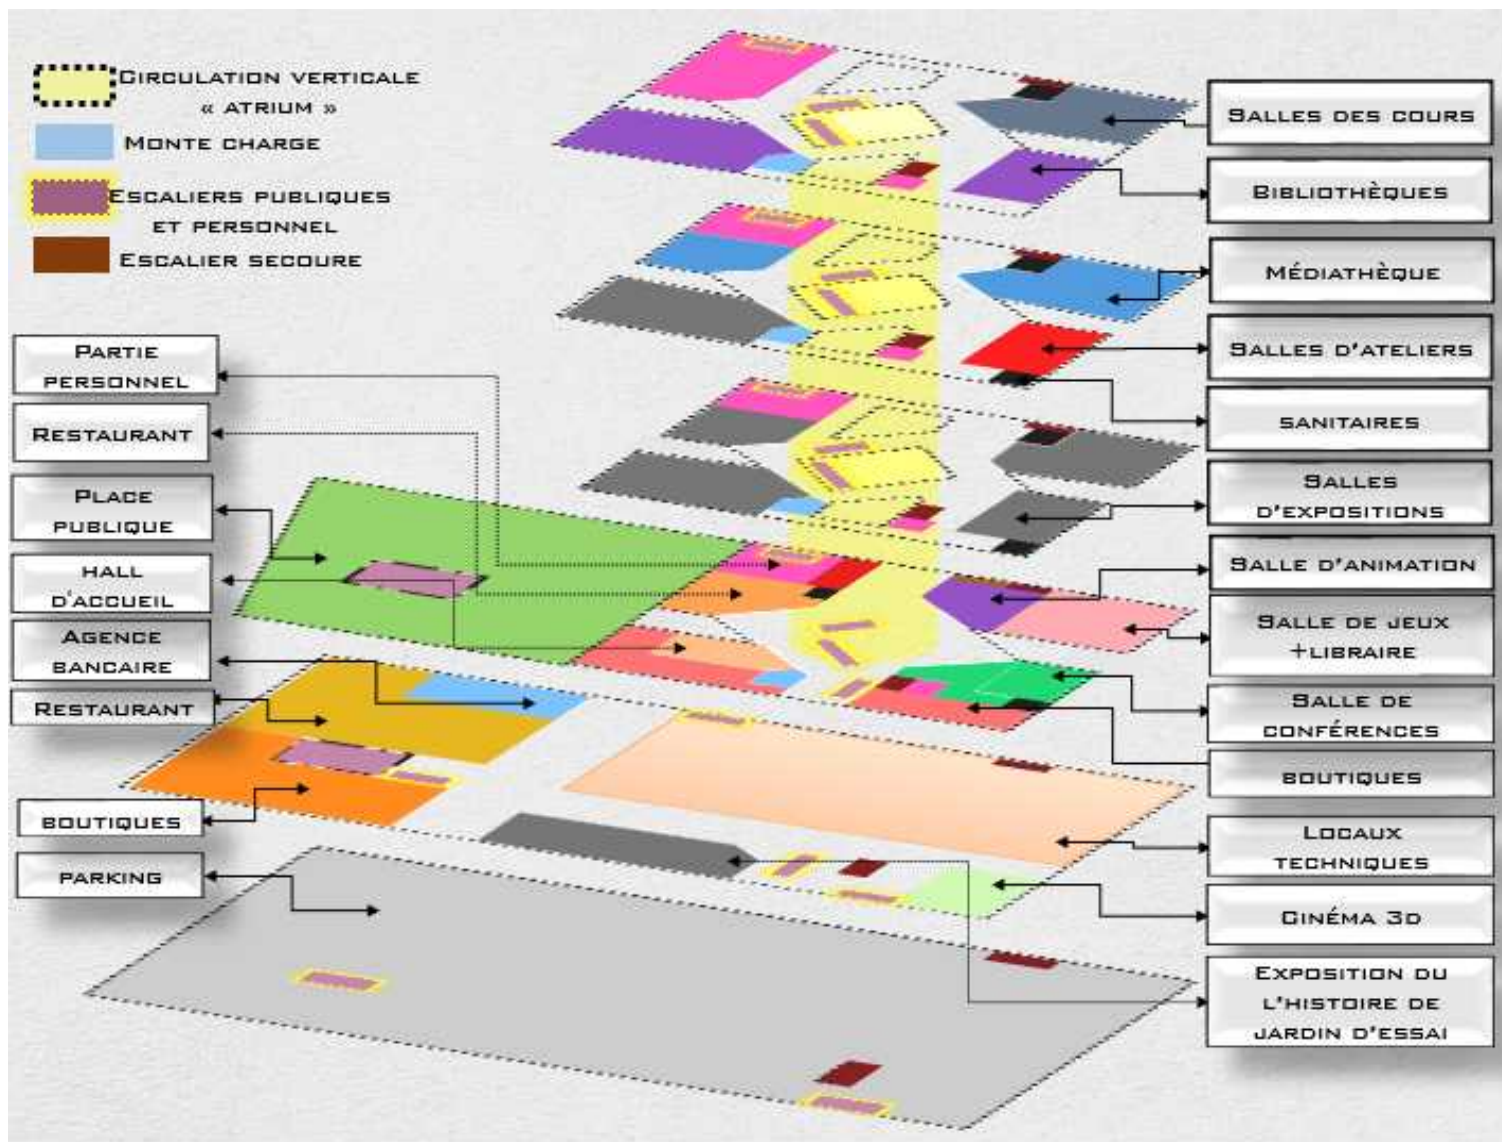 CIRCULATION VERTICALE
« ATRIUM »
MONTE CHARGE
ESCALIERS PUBLIQUES
ET PERSONNEL
ESCALIER SECOURE
PARTIE
PERSONNEL
RESTAURANT
PLACE
PUBLIQUE
HALL
D'ACCUEIL
AGENCE
BANCAIRE
RESTAURANT
BOUTIQUES
PARKING
SALLES DES COURS
BIBLIOTHÈQUES
MÉDIATHÈQUE
SALLES D'ATELIERS
SANITAIRES
SALLES
D'EXPOSITIONS
SALLE D'ANIMATION
SALLE DE JEUX
+LIBRAIRE
SALLE DE
CONFÉRENCES
BOUTIQUES
LOCAUX
TECHNIQUES
CINÉMA 3D
EXPOSITION DU
L'HISTOIRE DE
JARDIN D'ESSAI